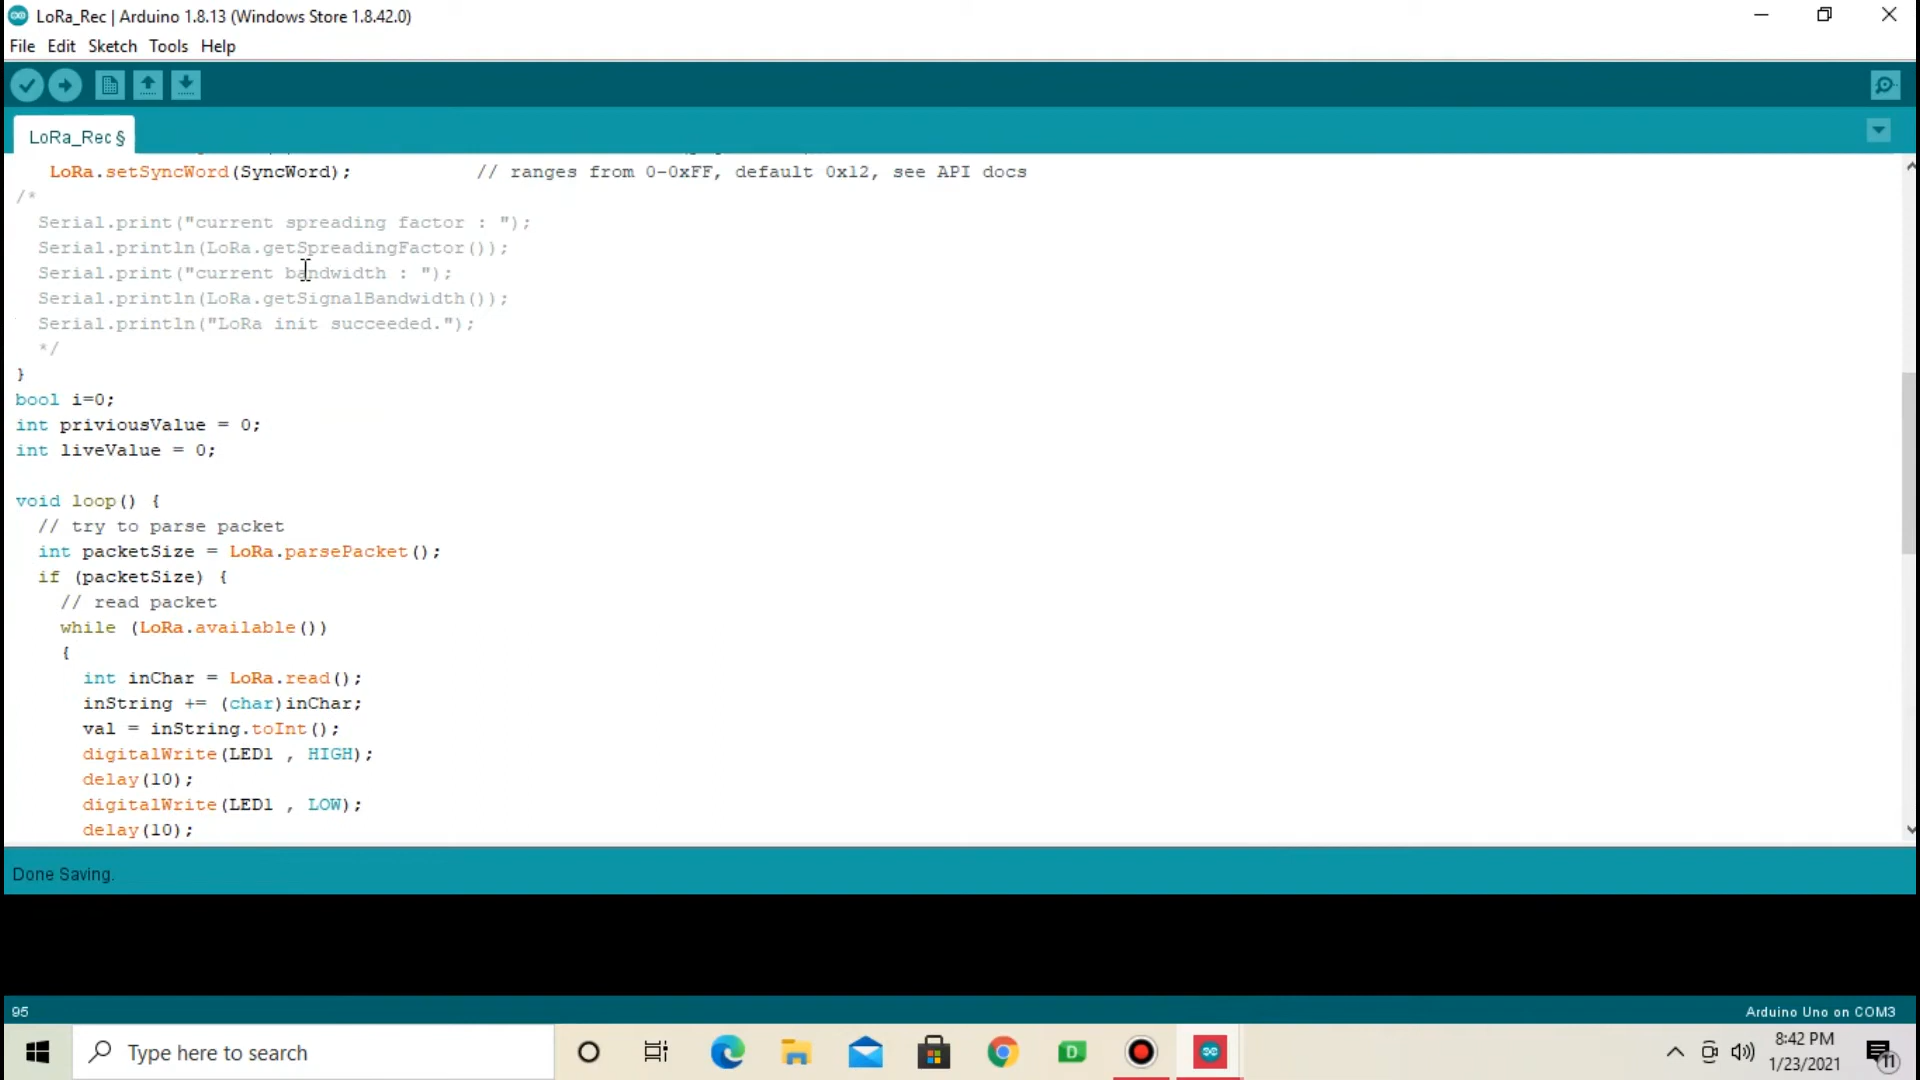 LoRa_Rec | Arduino 1.8.13 (Windows Store 1.8.42.0)
File Edit Sketch Tools Help
LoRa_Rec §
LoRa.setSyncWord(SyncWord); // ranges from 0-0xFF, default 0x12, see API docs
/*
Serial.print("current spreading factor : ");
Serial.println(LoRa.getSpreadingFactor());
Serial.print("current bandwidth : ");
Serial.println(LoRa.getSignalBandwidth());
Serial.println("LoRa init succeeded.");
*/
}
bool i=0;
int priviousValue = 0;
int liveValue = 0;
void loop() {
// try to parse packet
int packetSize = LoRa.parsePacket();
if (packetSize) {
// read packet
while (LoRa.available())
{
int inChar = LoRa.read();
inString += (char)inChar;
val = inString.toInt();
digitalWrite(LED1 , HIGH);
delay(10);
digitalWrite(LED1 , LOW);
delay(10);
Done Saving.
95
Arduino Uno on COM3
Type here to search
D
8:42 PM
1/23/2021
11